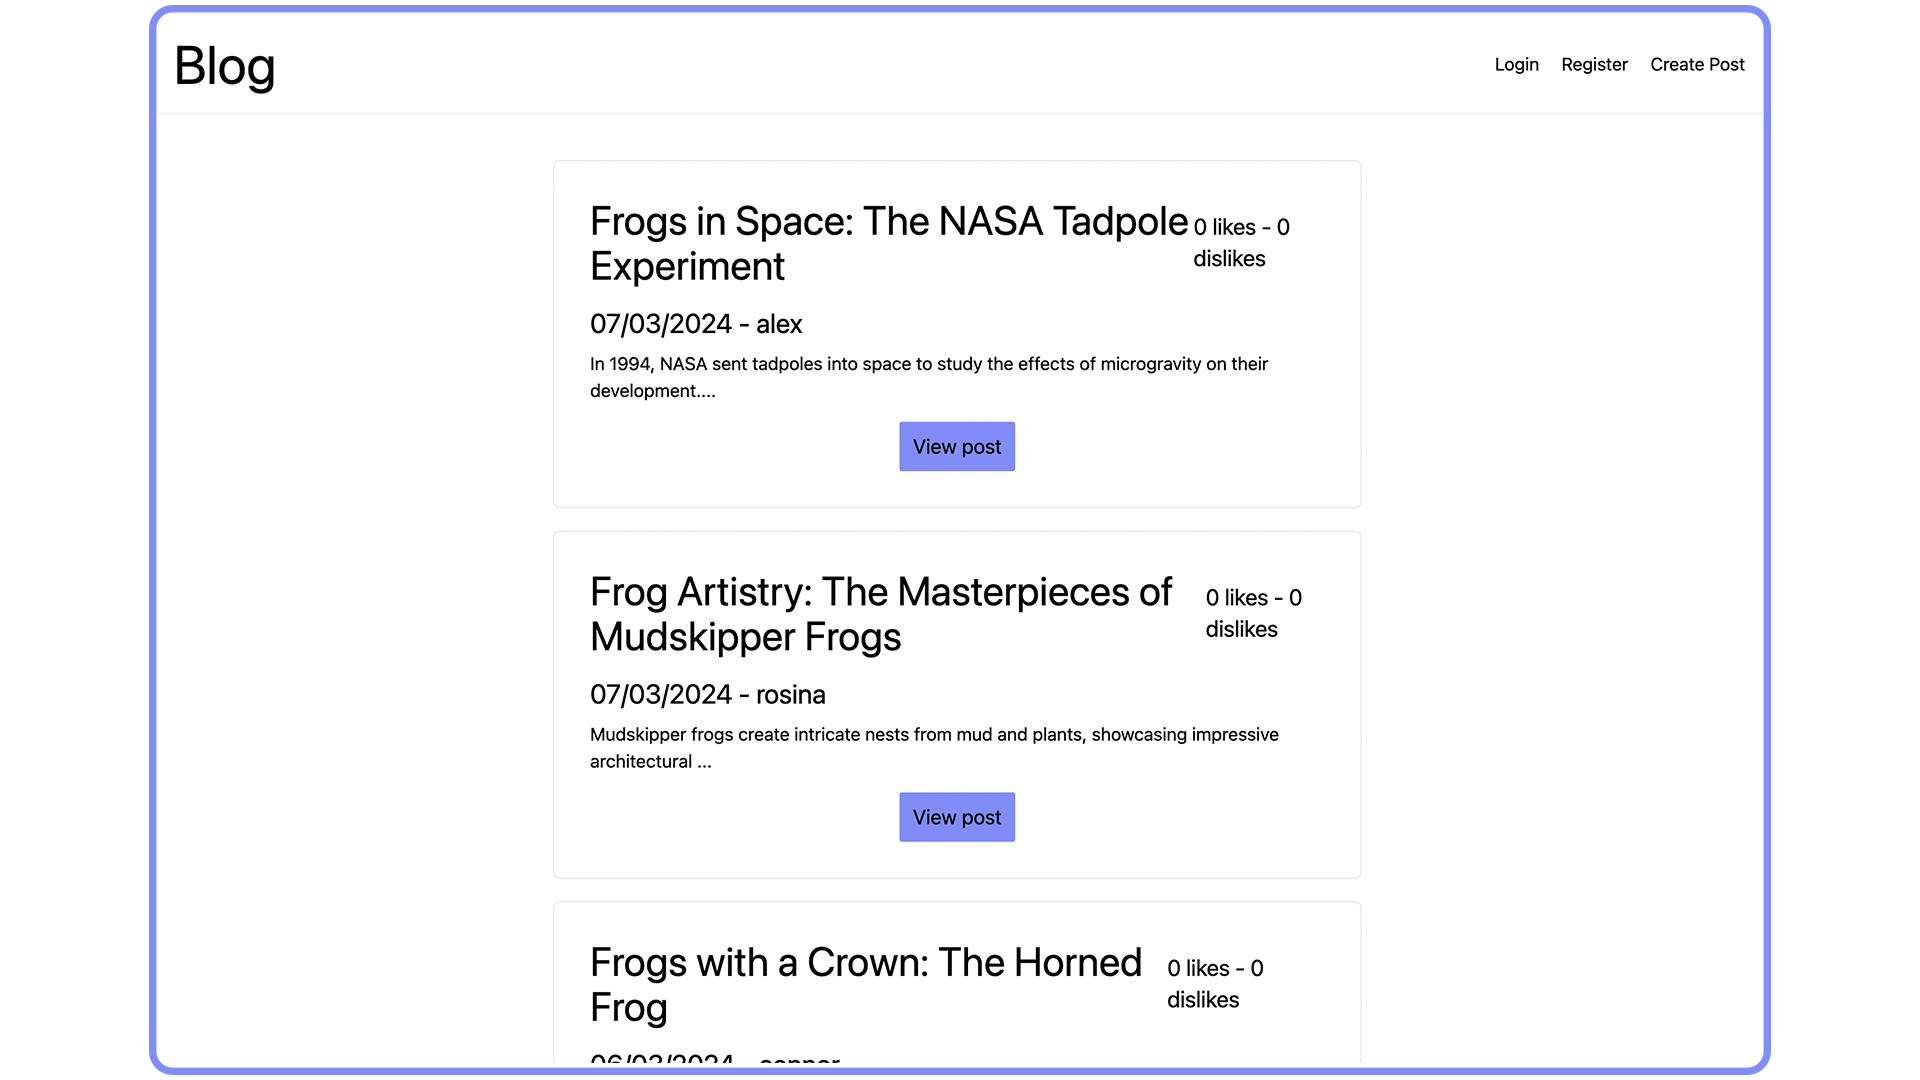 Blog
Login Register Create Post
Frogs in Space: The NASA Tadpole
Experiment
0 likes - 0
dislikes
07/03/2024 - alex
In 1994, NASA sent tadpoles into space to study the effects of microgravity on their
development....
View post
Frog Artistry: The Masterpieces of
Mudskipper Frogs
0 likes - 0
dislikes
07/03/2024 - rosina
Mudskipper frogs create intricate nests from mud and plants, showcasing impressive
architectural ...
View post
Frogs with a Crown: The Horned
Frog
0 likes - 0
dislikes
06/03/2024 -